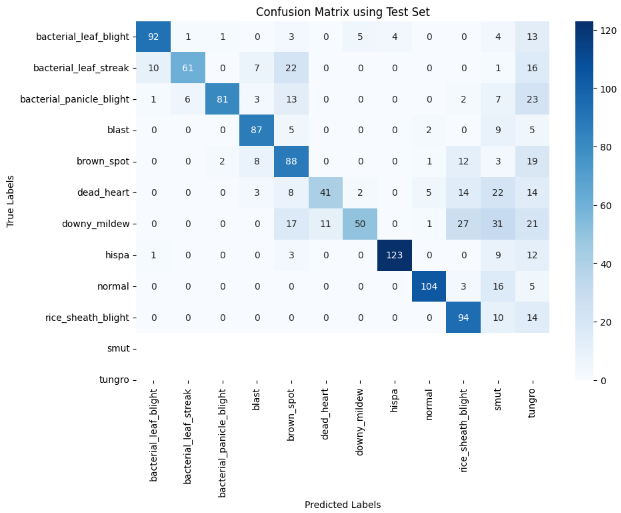 Confusion Matrix using Test Set
bacterial_leaf_blight 92 1 1 0 3 0 5 4 0 0 4 13
bacterial_leaf_streak 10 61 0 7 22 0 0 0 0 0 1 16
bacterial_panicle_blight 1 6 81 3 13 0 0 0 0 2 7 23
blast 0 0 0 87 5 0 0 0 2 0 9 5
brown_spot 0 0 2 8 88 0 0 0 1 12 3 19
dead_heart 0 0 0 3 8 41 2 0 5 14 22 14
downy_mildew 0 0 0 0 17 11 50 0 1 27 31 21
hispa 1 0 0 0 3 0 0 123 0 0 9 12
normal 0 0 0 0 0 0 0 0 104 3 16 5
rice_sheath_blight 0 0 0 0 0 0 0 0 0 94 10 14
smut
tungro
True Labels
bacterial_leaf_blight
bacterial_leaf_streak
bacterial_panicle_blight
blast
brown_spot
dead_heart
downy_mildew
hispa
normal
rice_sheath_blight
smut
tungro
Predicted Labels
120
100
80
60
40
20
0